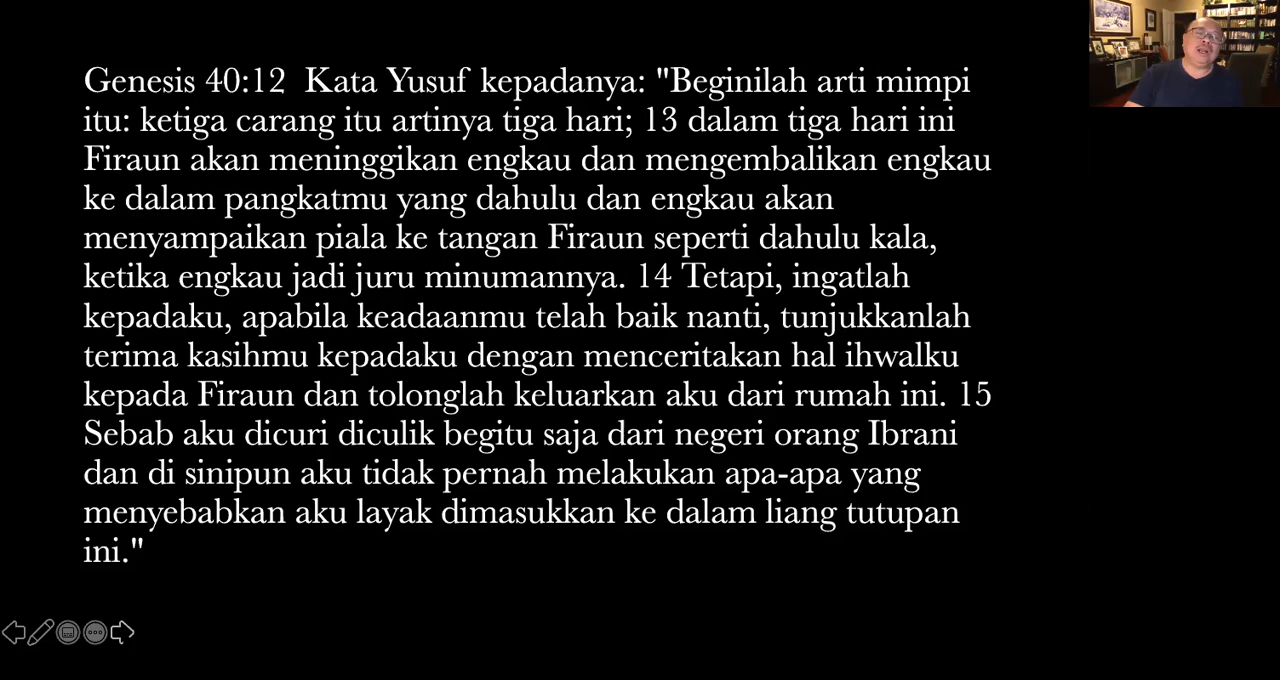 Genesis 40:12  Kata Yusuf kepadanya: "Beginilah arti mimpi
itu: ketiga carang itu artinya tiga hari; 13 dalam tiga hari ini
Firaun akan meninggikan engkau dan mengembalikan engkau
ke dalam pangkatmu yang dahulu dan engkau akan
menyampaikan piala ke tangan Firaun seperti dahulu kala,
ketika engkau jadi juru minumannya. 14 Tetapi, ingatlah
kepadaku, apabila keadaanmu telah baik nanti, tunjukkanlah
terima kasihmu kepadaku dengan menceritakan hal ihwalku
kepada Firaun dan tolonglah keluarkan aku dari rumah ini. 15
Sebab aku dicuri diculik begitu saja dari negeri orang Ibrani
dan di sinipun aku tidak pernah melakukan apa-apa yang
menyebabkan aku layak dimasukkan ke dalam liang tutupan
ini."